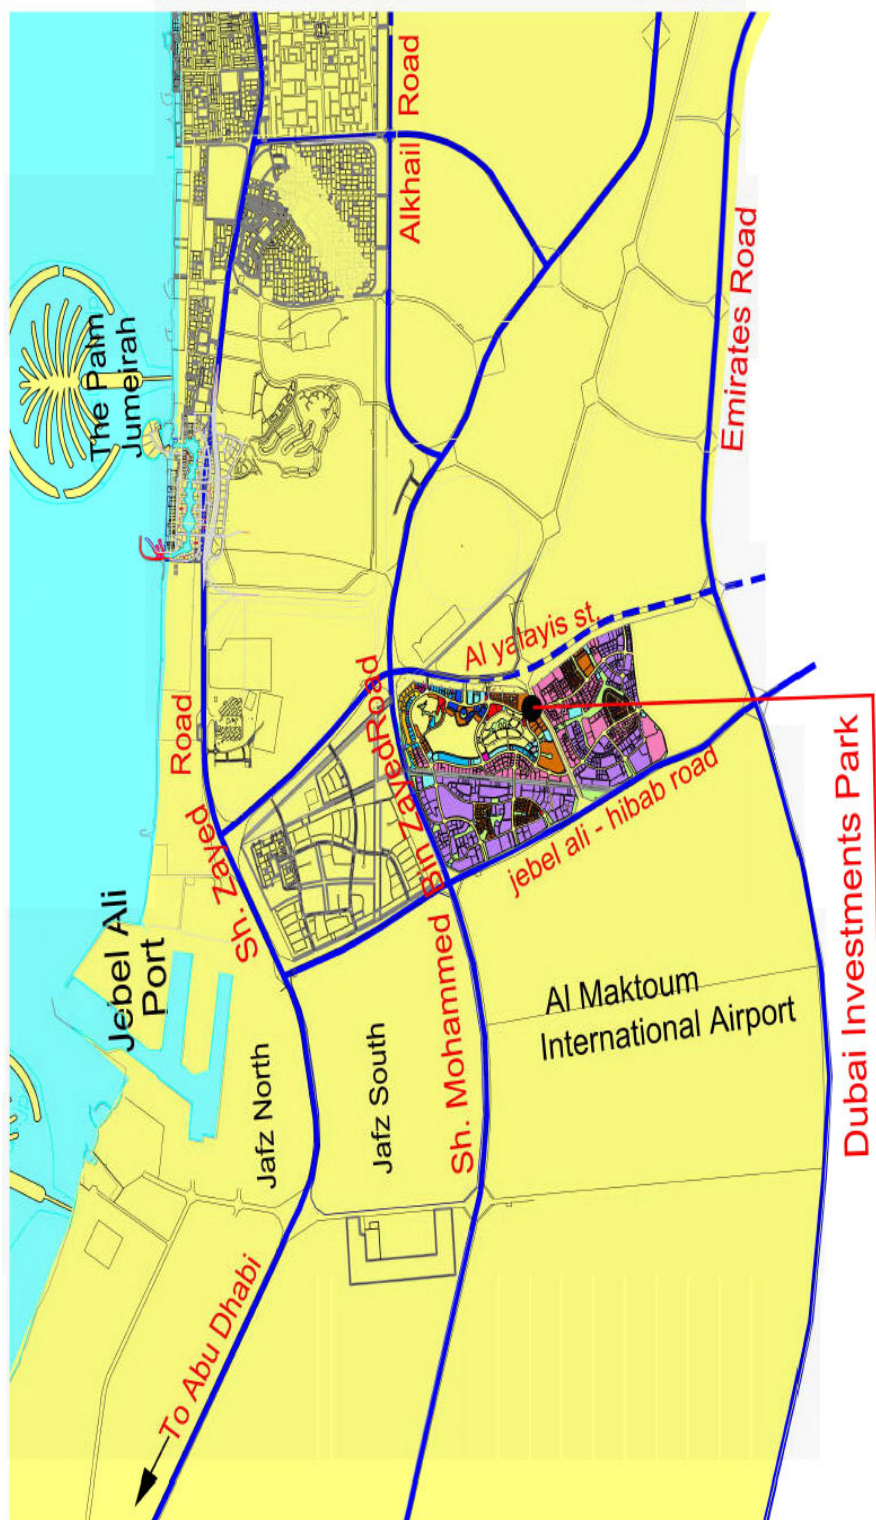 Alkhail Road
The Palm
Jumeirah
Emirates Road
Al yalayis st.
Sh. Zayed Road
Sh. Mohammed Bin ZayedRoad
jebel ali - hibab road
Jebel Ali
Port
Jafz North
Jafz South
Al Maktoum
International Airport
Dubai Investments Park
To Abu Dhabi